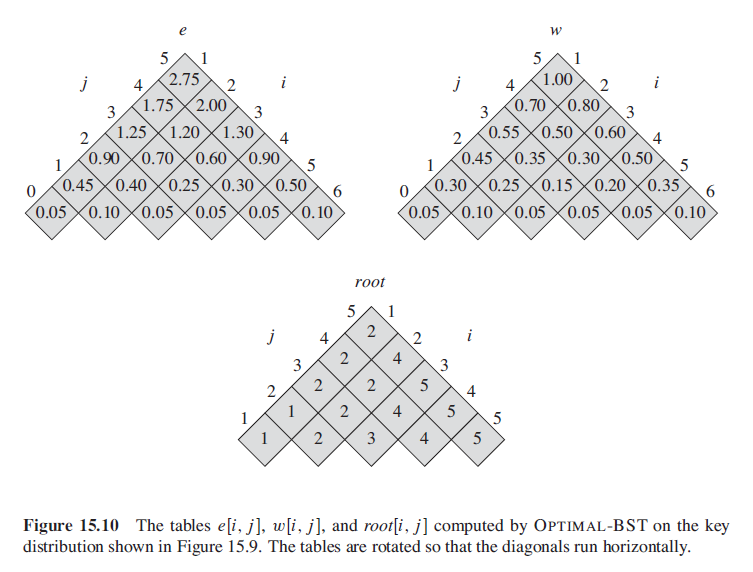 e
5 1
j 4 2.75 2 i
3 1.75 2.00 3
2 1.25 1.20 1.30 4
1 0.90 0.70 0.60 0.90 5
0 0.45 0.40 0.25 0.30 0.50 6
0.05 0.10 0.05 0.05 0.05 0.10
w
5 1
j 4 1.00 2 i
3 0.70 0.80 3
2 0.55 0.50 0.60 4
1 0.45 0.35 0.30 0.50 5
0 0.30 0.25 0.15 0.20 0.35 6
0.05 0.10 0.05 0.05 0.05 0.10
root
5 1
j 4 2 2 i
3 2 4 3
2 2 2 5 4
1 1 2 4 5 5
1 2 3 4 5
Figure 15.10 The tables e[i, j], w[i, j], and root[i, j] computed by OPTIMAL-BST on the key
distribution shown in Figure 15.9. The tables are rotated so that the diagonals run horizontally.